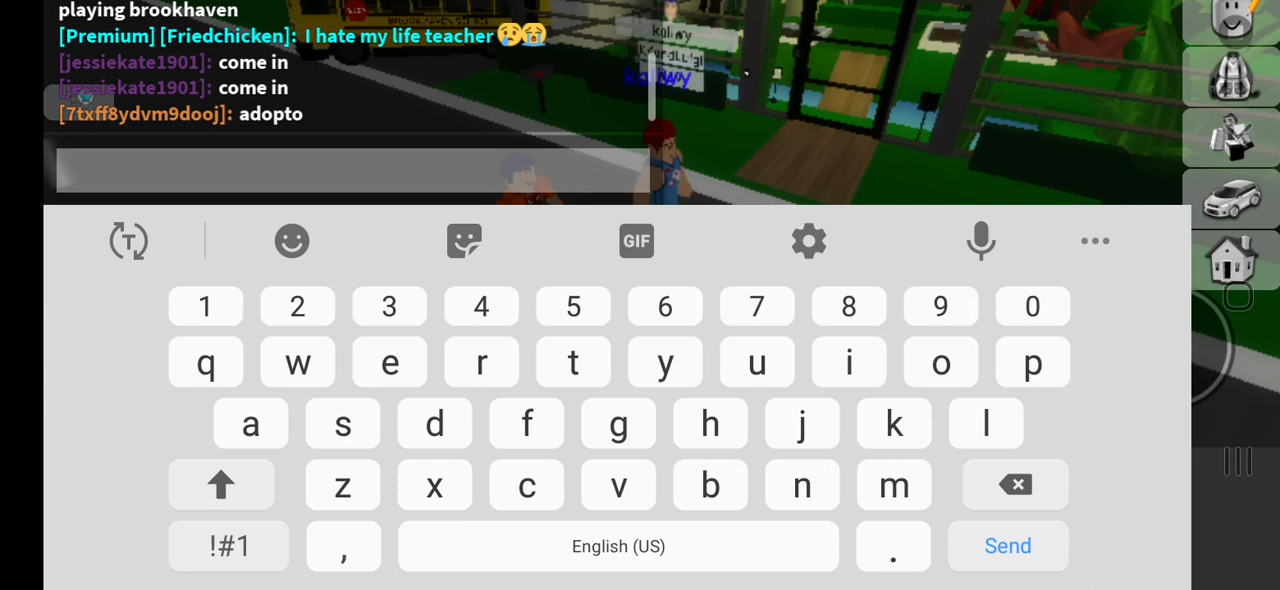 playing brookhaven
[Premium] [Friedchicken]: I hate my life teacher 😢😭
[jessiekate1901]: come in
[jessiekate1901]: come in
[7txff8ydvm9dooj]: adopto
kaliwy
T
GIF
1 2 3 4 5 6 7 8 9 0
q w e r t y u i o p
a s d f g h j k l
z x c v b n m
!#1 , English (US) . Send